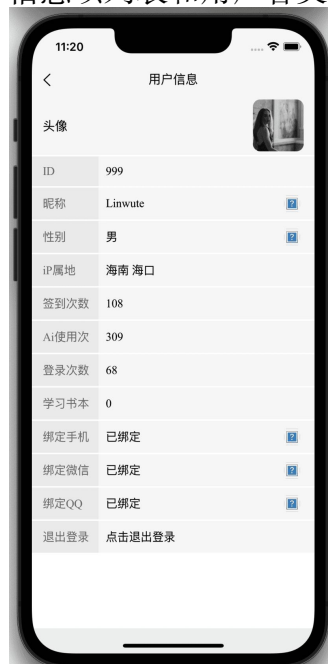 11:20
用户信息
头像
ID 999
昵称 Linwute
性别 男
iP属地 海南 海口
签到次数 108
Ai使用次 309
登录次数 68
学习书本 0
绑定手机 已绑定
绑定微信 已绑定
绑定QQ 已绑定
退出登录 点击退出登录